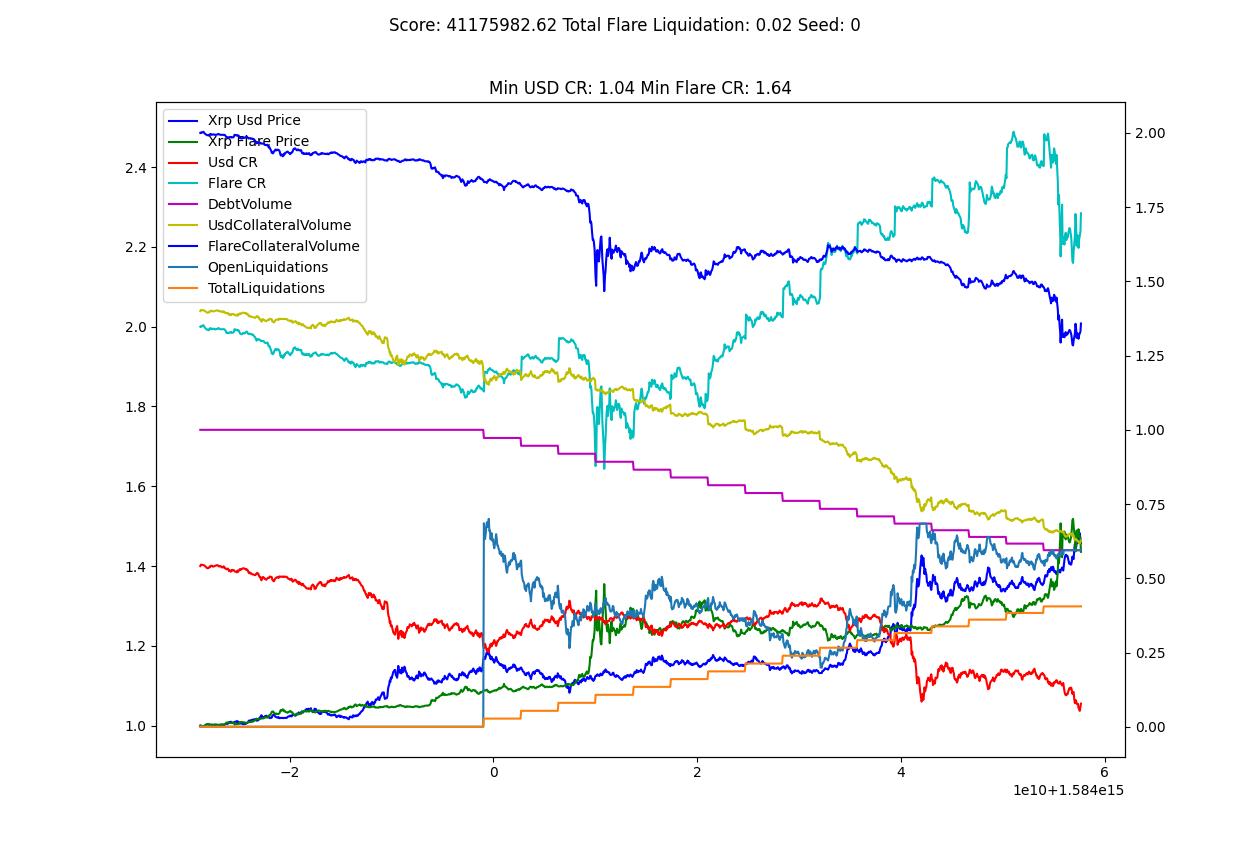 Score: 41175982.62 Total Flare Liquidation: 0.02 Seed: 0
Min USD CR: 1.04 Min Flare CR: 1.64
Xrp Usd Price
Xrp Flare Price
Usd CR
Flare CR
DebtVolume
UsdCollateralVolume
FlareCollateralVolume
OpenLiquidations
TotalLiquidations
2.4
2.2
2.0
1.8
1.6
1.4
1.2
1.0
2.00
1.75
1.50
1.25
1.00
0.75
0.50
0.25
0.00
−2 0 2 4 6
1e10+1.584e15